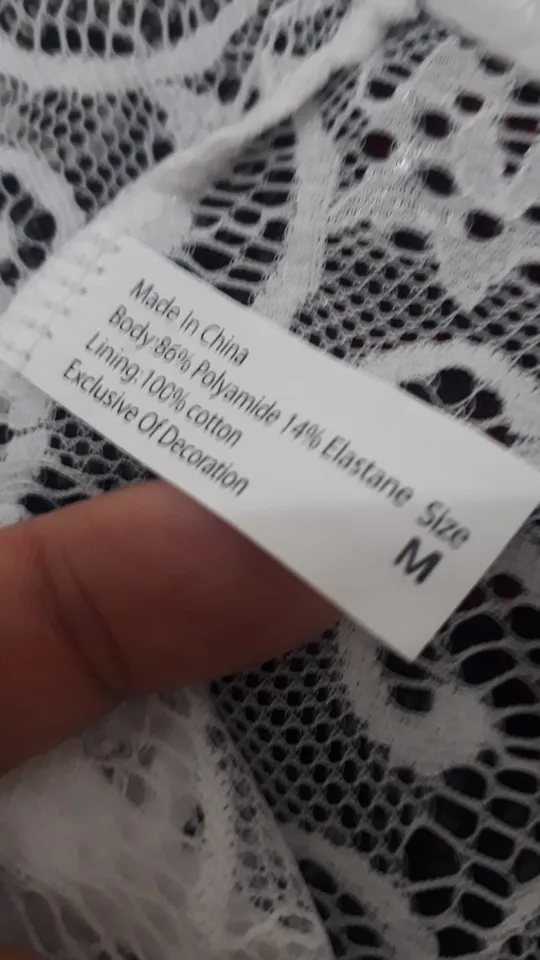 Made In China
Body:86% Polyamide 14% Elastane
Lining:100% cotton
Exclusive Of Decoration
Size
M